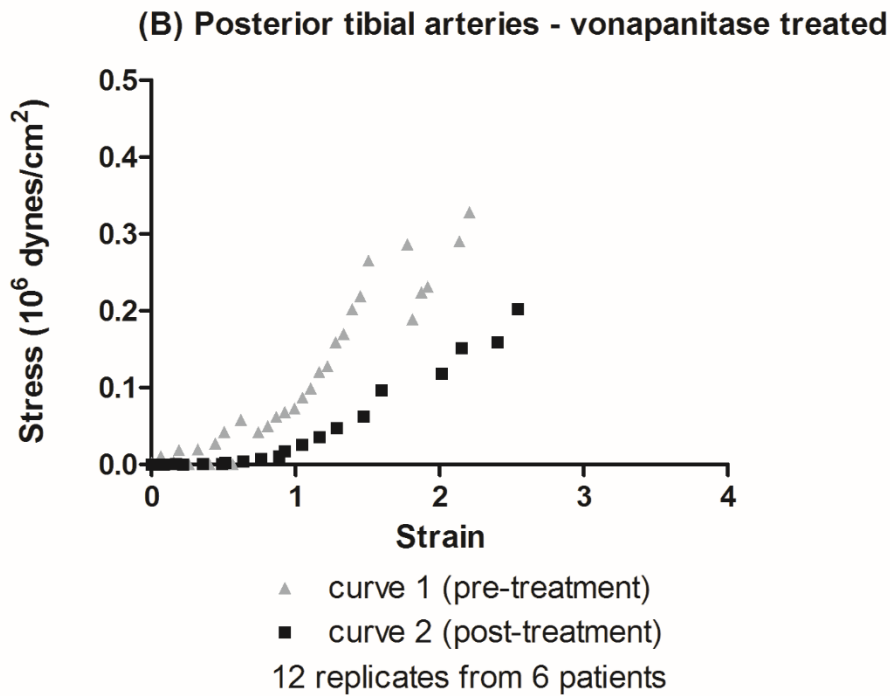 (B) Posterior tibial arteries - vonapanitase treated
Stress (10⁶ dynes/cm²)
0.5
0.4
0.3
0.2
0.1
0.0
0 1 2 3 4
Strain
curve 1 (pre-treatment)
curve 2 (post-treatment)
12 replicates from 6 patients